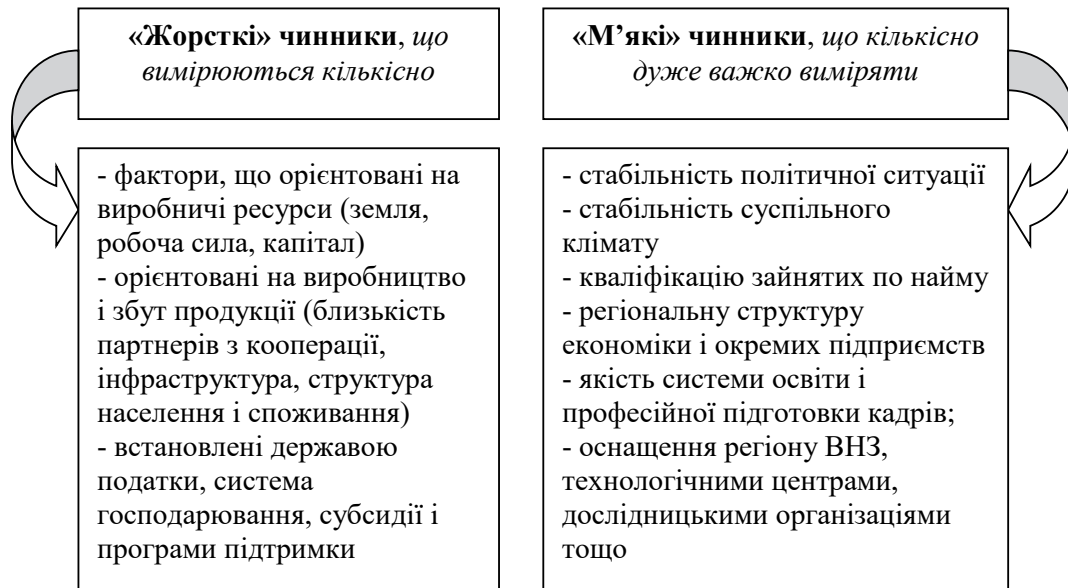 «Жорсткі» чинники, що
вимірюються кількісно
- фактори, що орієнтовані на
виробничі ресурси (земля,
робоча сила, капітал)
- орієнтовані на виробництво
і збут продукції (близькість
партнерів з кооперації,
інфраструктура, структура
населення і споживання)
- встановлені державою
податки, система
господарювання, субсидії і
програми підтримки
«М’які» чинники, що кількісно
дуже важко виміряти
- стабільність політичної ситуації
- стабільність суспільного
клімату
- кваліфікацію зайнятих по найму
- регіональну структуру
економіки і окремих підприємств
- якість системи освіти і
професійної підготовки кадрів;
- оснащення регіону ВНЗ,
технологічними центрами,
дослідницькими організаціями
тощо